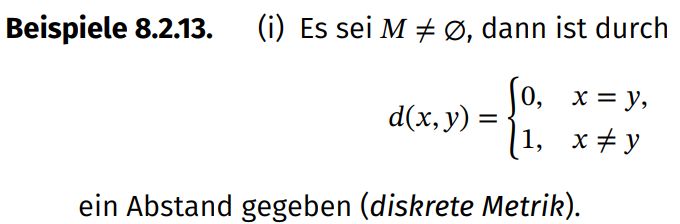 Beispiele 8.2.13. (i) Es sei M ≠ ∅, dann ist durch
d(x, y) = {0, x = y,
1, x ≠ y
ein Abstand gegeben (diskrete Metrik).